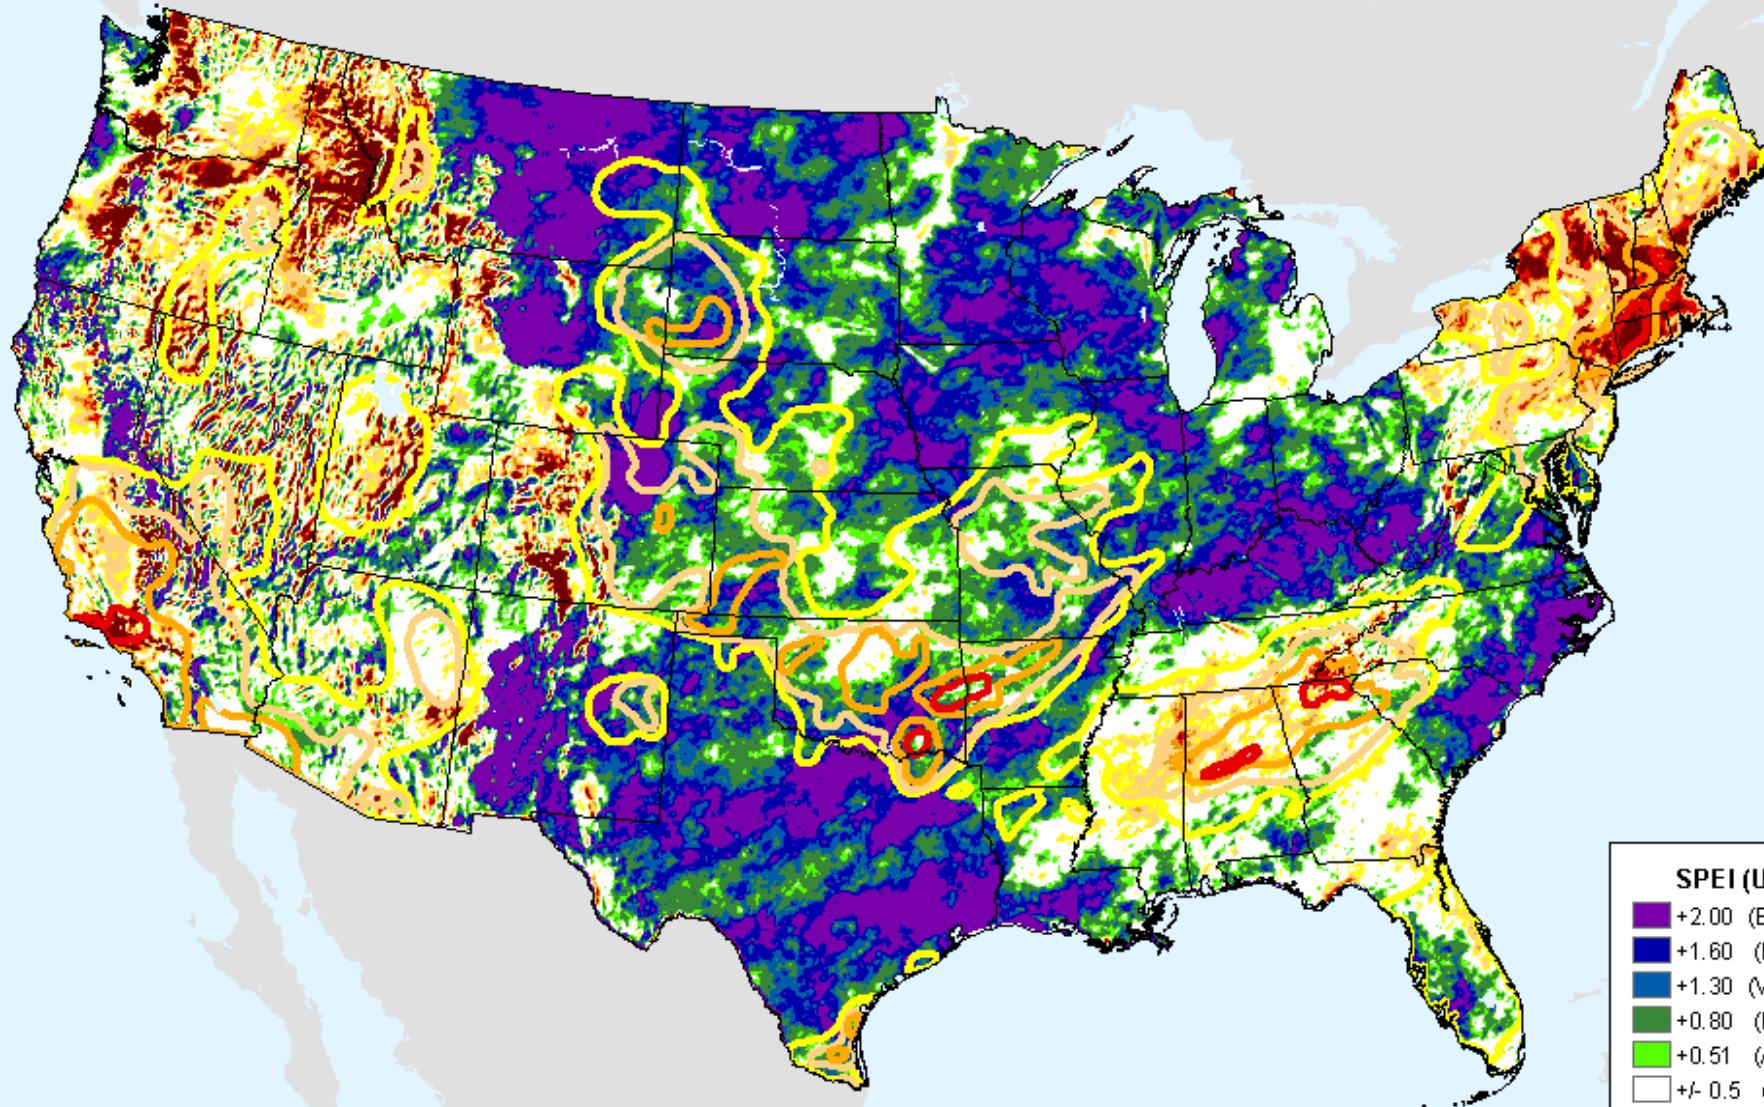 SPEI (U
+2.00 (E
+1.60 (
+1.30 (V
+0.80 (
+0.51 (
+/- 0.5